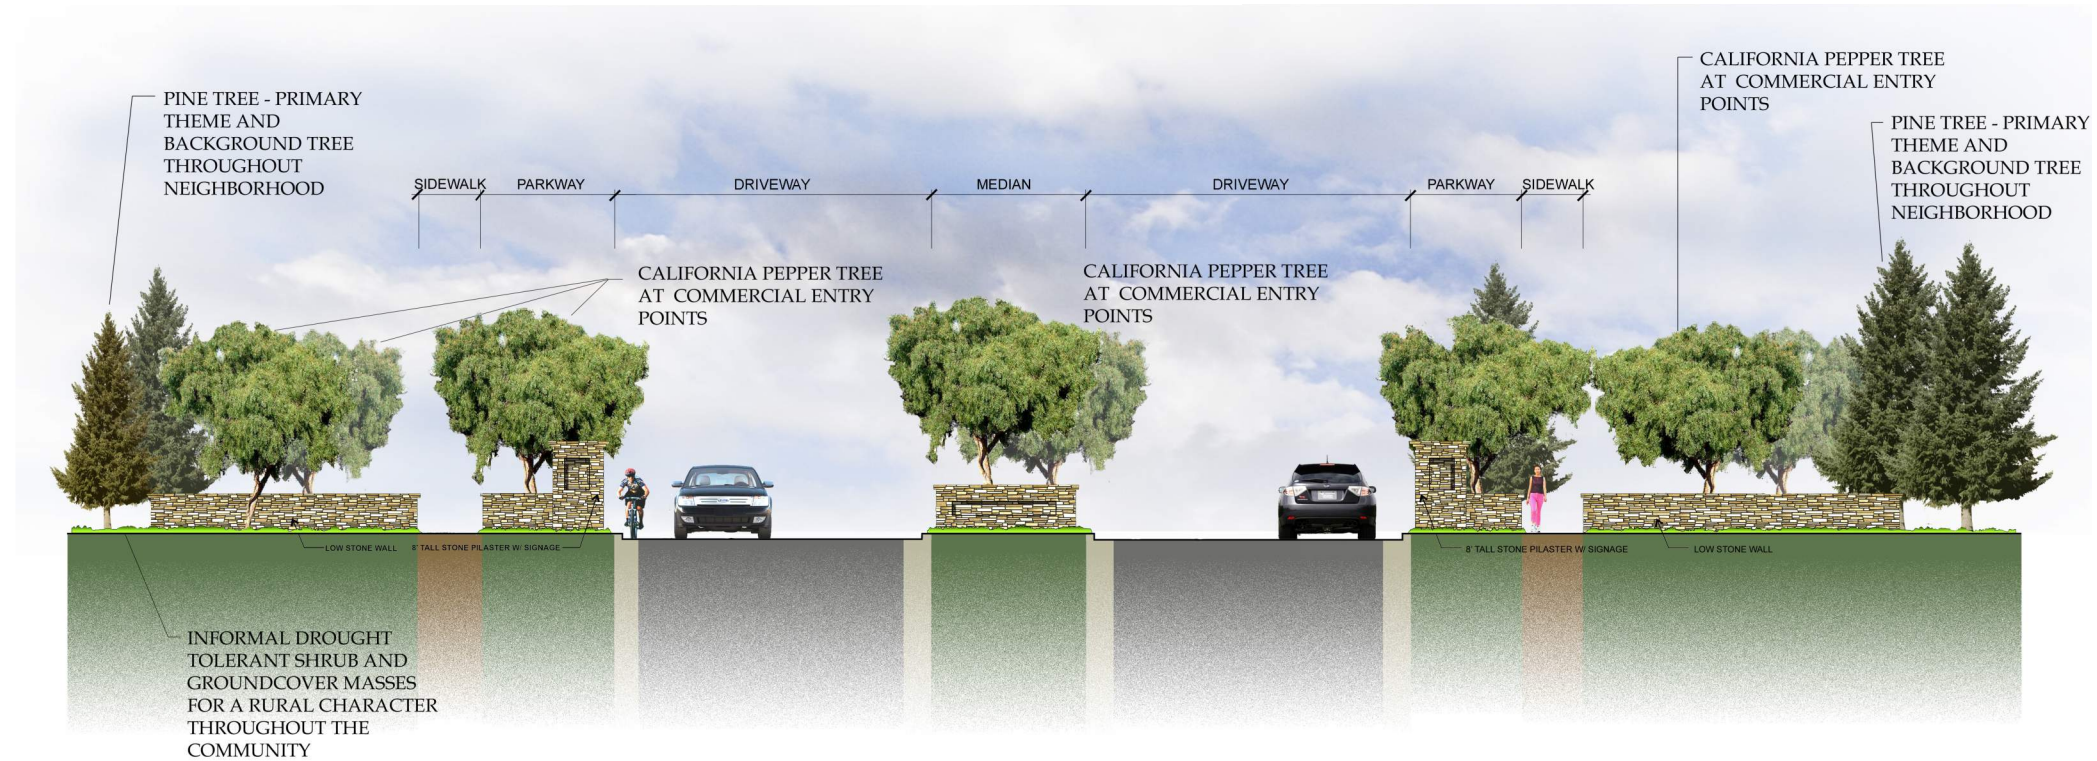 PINE TREE - PRIMARY
THEME AND
BACKGROUND TREE
THROUGHOUT
NEIGHBORHOOD
CALIFORNIA PEPPER TREE
AT COMMERCIAL ENTRY
POINTS
PINE TREE - PRIMARY
THEME AND
BACKGROUND TREE
THROUGHOUT
NEIGHBORHOOD
SIDEWALK
PARKWAY
DRIVEWAY
MEDIAN
DRIVEWAY
PARKWAY
SIDEWALK
CALIFORNIA PEPPER TREE
AT COMMERCIAL ENTRY
POINTS
CALIFORNIA PEPPER TREE
AT COMMERCIAL ENTRY
POINTS
LOW STONE WALL
8' TALL STONE PILASTER W/ SIGNAGE
8' TALL STONE PILASTER W/ SIGNAGE
LOW STONE WALL
INFORMAL DROUGHT
TOLERANT SHRUB AND
GROUNDCOVER MASSES
FOR A RURAL CHARACTER
THROUGHOUT THE
COMMUNITY